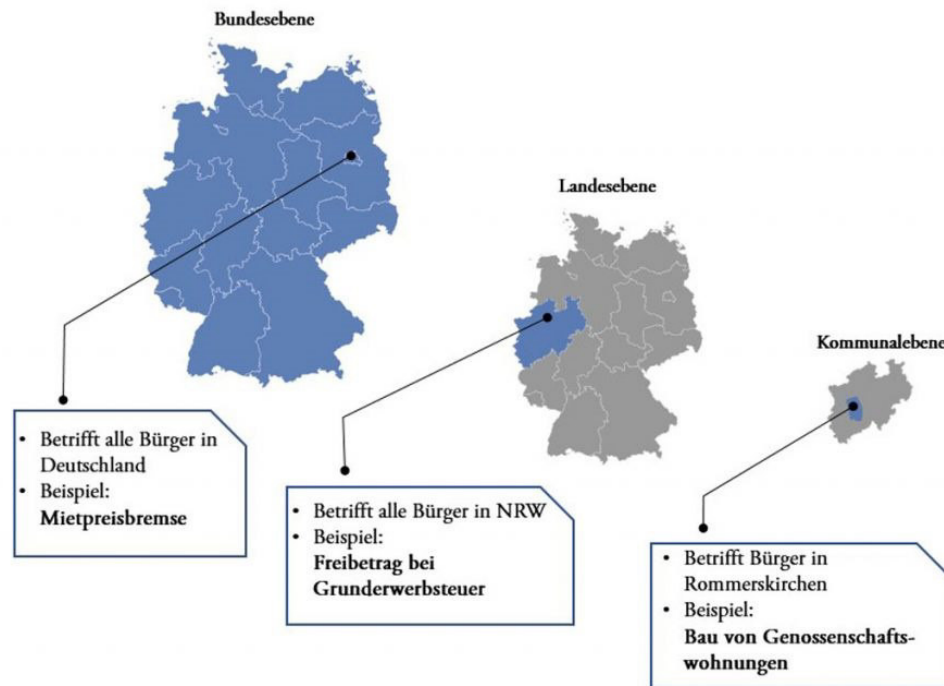 Bundesebene
• Betrifft alle Bürger in
Deutschland
• Beispiel:
Mietpreisbremse
Landesebene
• Betrifft alle Bürger in NRW
• Beispiel:
Freibetrag bei
Grunderwerbsteuer
Kommunalebene
• Betrifft Bürger in
Rommerskirchen
• Beispiel:
Bau von Genossenschafts-
wohnungen